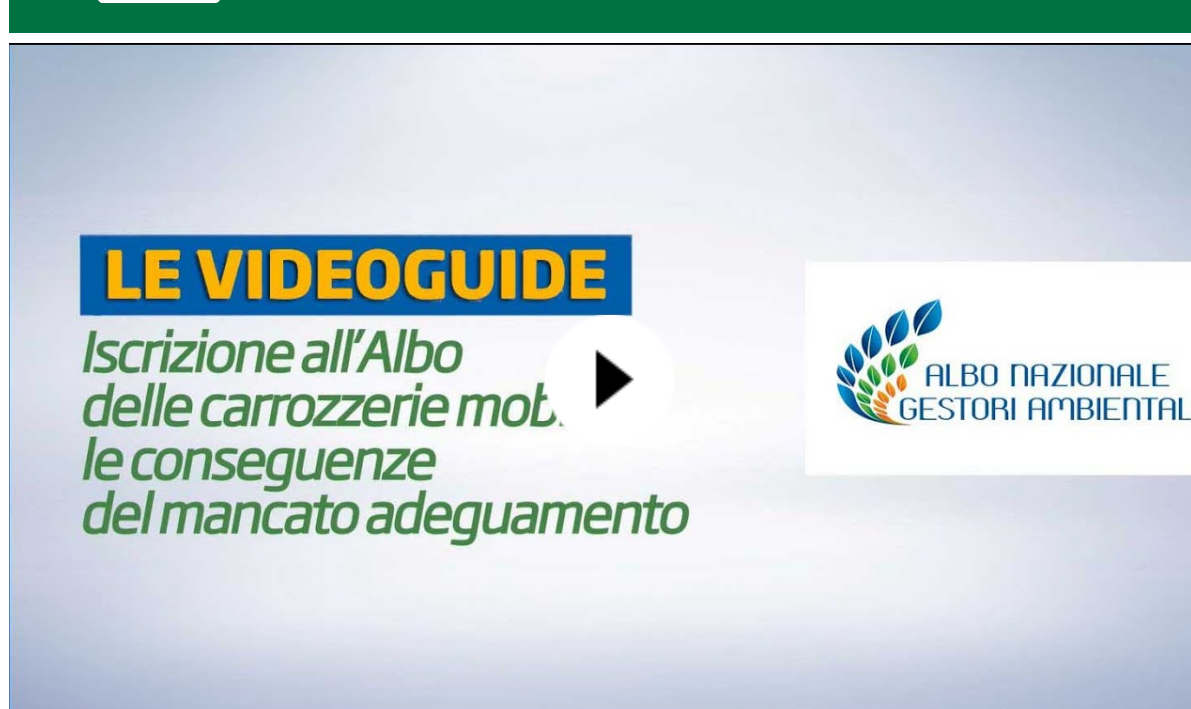 LE VIDEOGUIDE
Iscrizione all'Albo
delle carrozzerie
le conseguenze
del mancato adeguamento
ALBO NAZIONALE
GESTORI